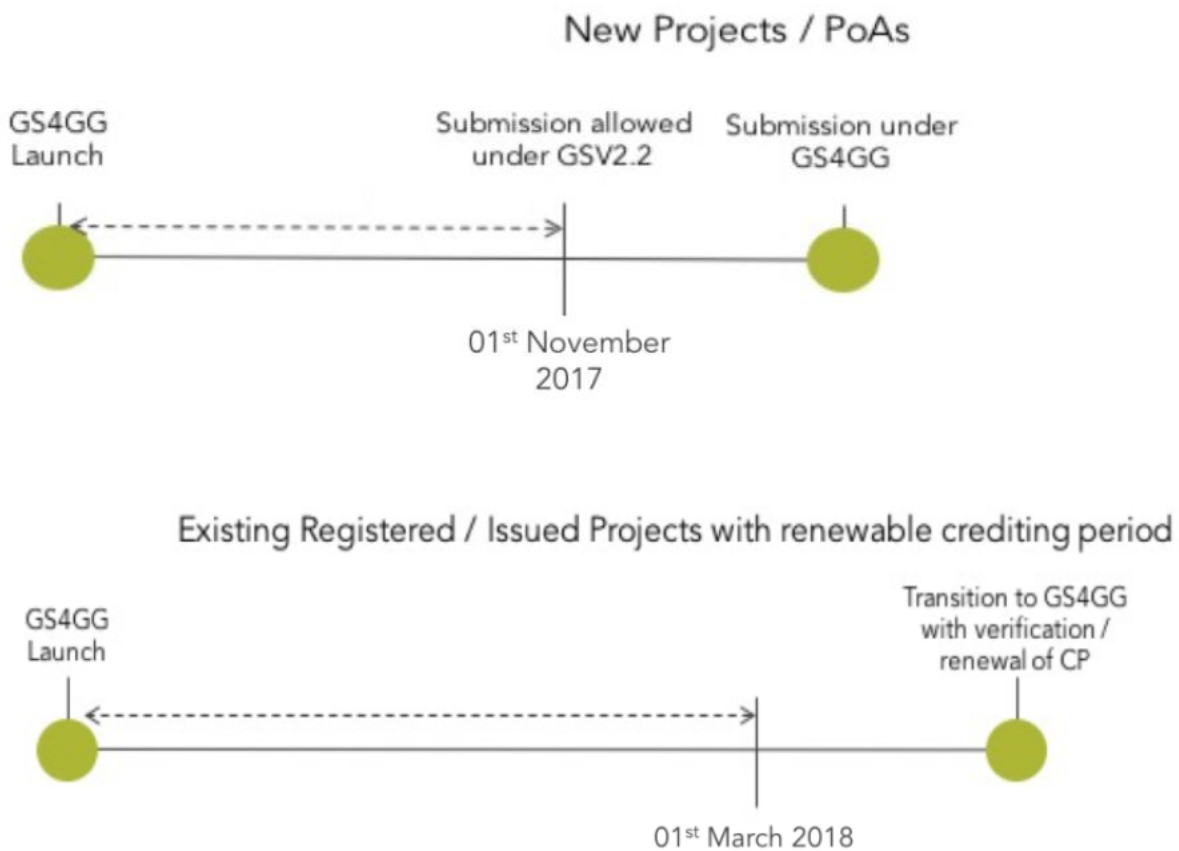 New Projects / PoAs
GS4GG
Launch
Submission allowed
under GSV2.2
Submission under
GS4GG
01st November
2017
Existing Registered / Issued Projects with renewable crediting period
GS4GG
Launch
Transition to GS4GG
with verification /
renewal of CP
01st March 2018